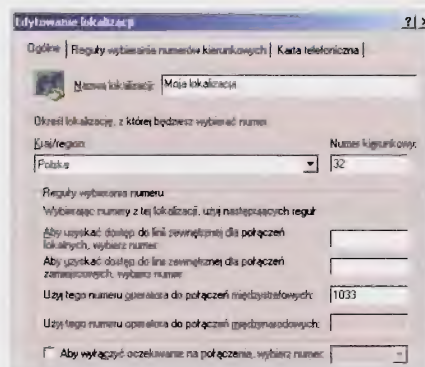 Edytowanie lokalizacji
Ogólne | Reguły wybierania numerów kierunkowych | Karta telefoniczna
Nazwa lokalizacji: Moja lokalizacja
Określ lokalizację, z której będziesz wybierać numer.
Kraj/region: Numer kierunkowy:
Polska 32
Reguły wybierania numeru
Wybierając numery z tej lokalizacji, użyj następujących reguł:
Aby uzyskać dostęp do linii zewnętrznej dla połączeń
lokalnych, wybierz numer:
Aby uzyskać dostęp do linii zewnętrznej dla połączeń
zamiejscowych, wybierz numer:
Użyj tego numeru operatora do połączeń międzystrefowych: 1033
Użyj tego numeru operatora do połączeń międzynarodowych:
Aby wyłączyć oczekiwanie na połączenia, wybierz numer: